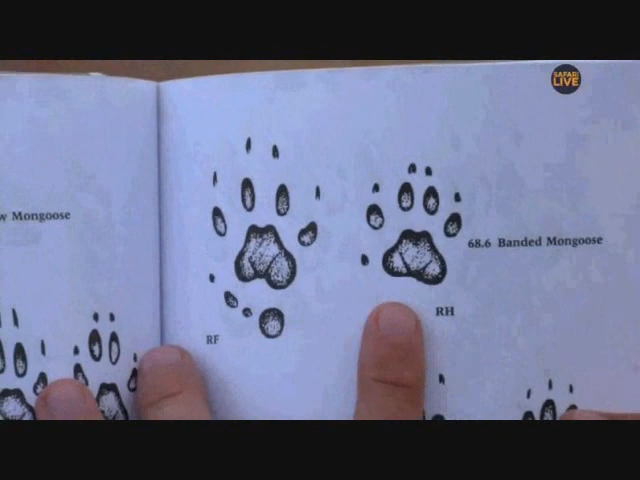 SAFARI
LIVE
w Mongoose
68.6 Banded Mongoose
RH
RF